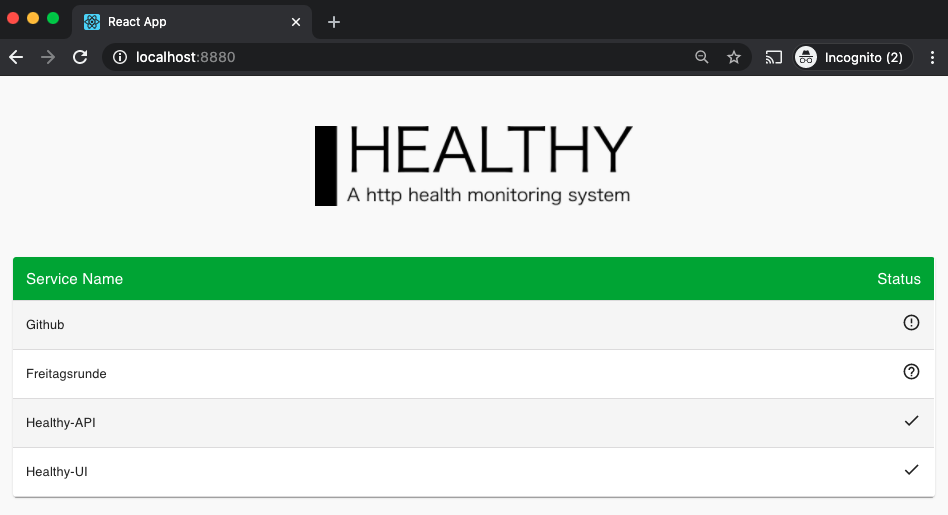 React App
localhost:8880
Incognito (2)
HEALTHY
A http health monitoring system
Service Name Status
Github
Freitagsrunde
Healthy-API
Healthy-UI